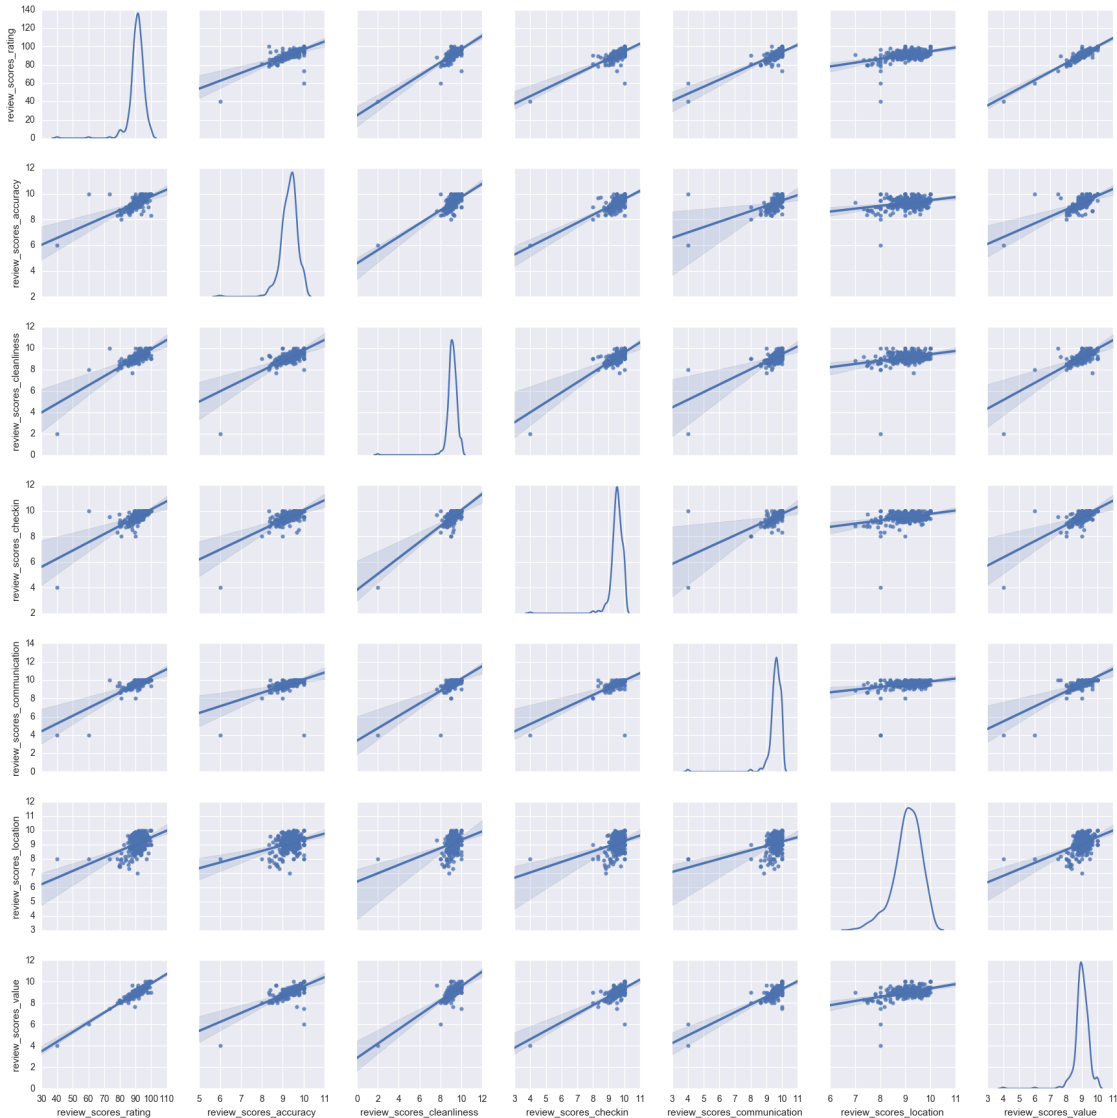 140
120
100
80
60
40
20
0
review_scores_rating
12
10
8
6
4
2
review_scores_accuracy
12
10
8
6
4
2
0
review_scores_cleanliness
12
10
8
6
4
2
review_scores_checkin
14
12
10
8
6
4
2
0
review_scores_communication
12
11
10
9
8
7
6
5
4
3
review_scores_location
12
10
8
6
4
2
0
review_scores_value
30 40 50 60 70 80 90 100 110
5 6 7 8 9 10 11
0 2 4 6 8 10 12
3 4 5 6 7 8 9 10 11
3 4 5 6 7 8 9 10 11
6 7 8 9 10 11
3 4 5 6 7 8 9 10 11
review_scores_rating
review_scores_accuracy
review_scores_cleanliness
review_scores_checkin
review_scores_communication
review_scores_location
review_scores_value